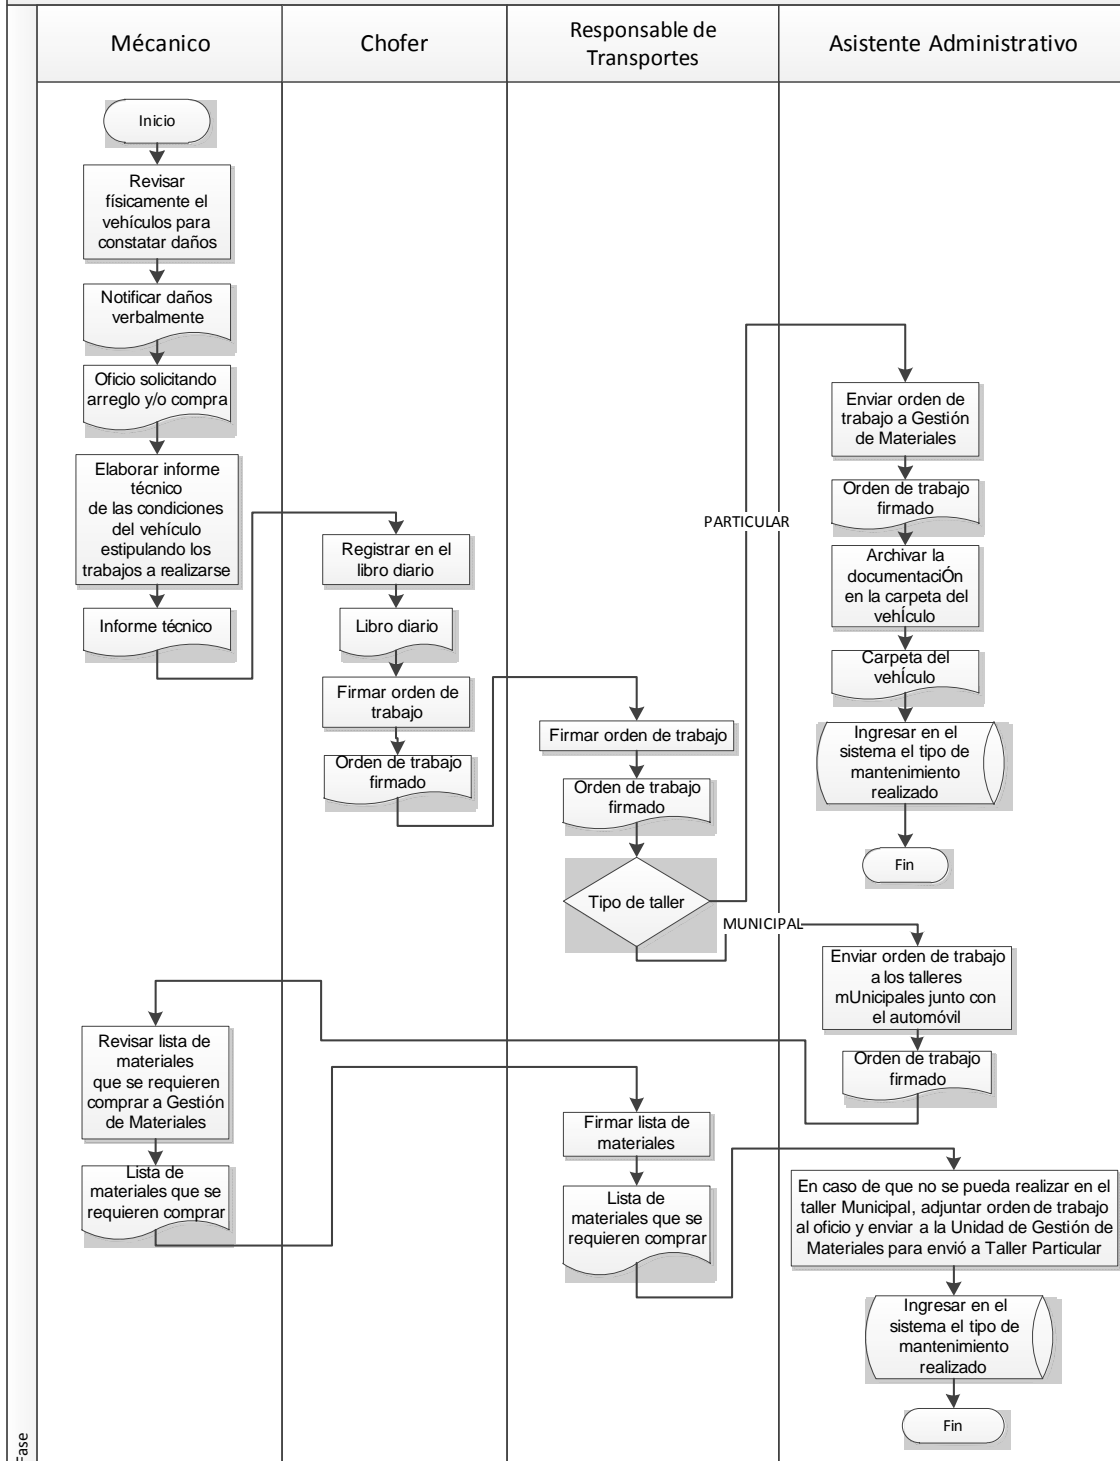 Mécanico
Chofer
Responsable de
Transportes
Asistente Administrativo
Inicio
Revisar
físicamente el
vehículos para
constatar daños
Notificar daños
verbalmente
Oficio solicitando
arreglo y/o compra
Elaborar informe
técnico
de las condiciones
del vehículo
estipulando los
trabajos a realizarse
Informe técnico
Registrar en el
libro diario
Libro diario
Firmar orden de
trabajo
Orden de trabajo
firmado
Firmar orden de trabajo
Orden de trabajo
firmado
Tipo de taller
PARTICULAR
Enviar orden de
trabajo a Gestión
de Materiales
Orden de trabajo
firmado
Archivar la
documentaciÓn
en la carpeta del
vehÍculo
Carpeta del
vehÍculo
Ingresar en el
sistema el tipo de
mantenimiento
realizado
Fin
MUNICIPAL
Enviar orden de trabajo
a los talleres
mUnicipales junto con
el automóvil
Orden de trabajo
firmado
Revisar lista de
materiales
que se requieren
comprar a Gestión
de Materiales
Lista de
materiales que se
requieren comprar
Firmar lista de
materiales
Lista de
materiales que se
requieren comprar
En caso de que no se pueda realizar en el
taller Municipal, adjuntar orden de trabajo
al oficio y enviar a la Unidad de Gestión de
Materiales para envió a Taller Particular
Ingresar en el
sistema el tipo de
mantenimiento
realizado
Fin
Fase